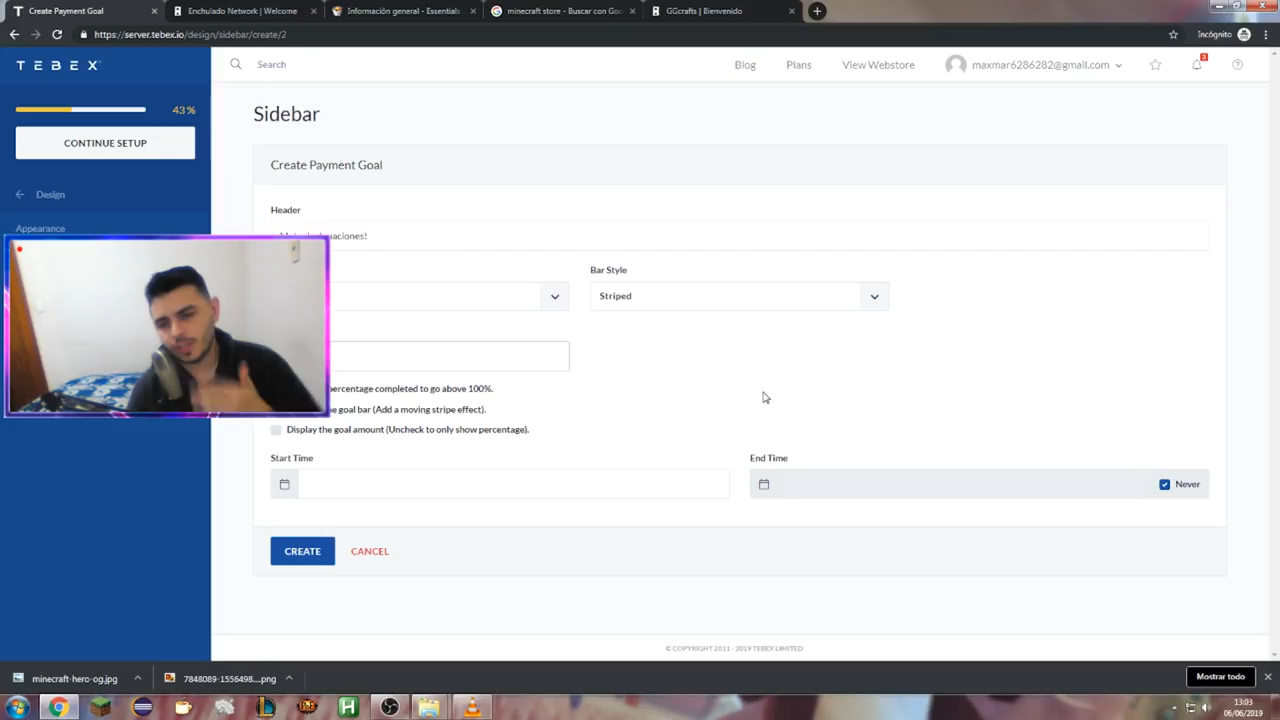 Create Payment Goal
Enchulado Network | Welcome
Información general - Essentials
minecraft store - Buscar con Goo
GGcrafts | Bienvenido
https://server.tebex.io/design/sidebar/create/2
Incógnito
TEBEX
Search
Blog
Plans
View Webstore
maxmar6286282@gmail.com
2
43 %
CONTINUE SETUP
Design
Appearance
Sidebar
Create Payment Goal
Header
aciones!
Bar Style
Striped
percentage completed to go above 100%.
the goal bar (Add a moving stripe effect).
Display the goal amount (Uncheck to only show percentage).
Start Time
End Time
Never
CREATE
CANCEL
© COPYRIGHT 2011 - 2019 TEBEX LIMITED
minecraft-hero-og.jpg
7848089-1556498....png
Mostrar todo
13:03
06/06/2019